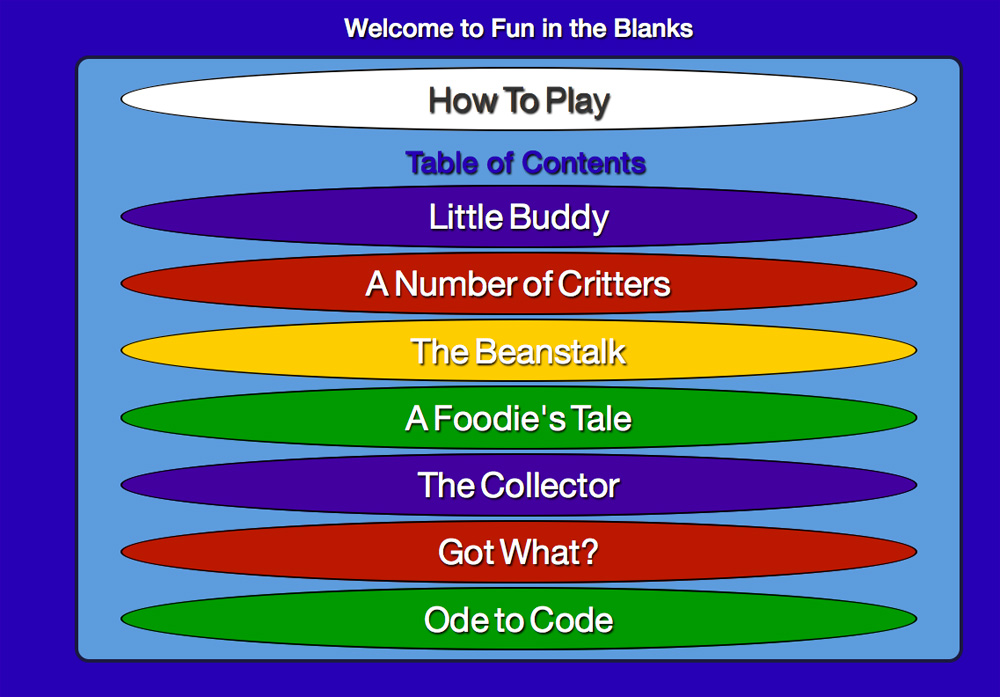 Welcome to Fun in the Blanks
How To Play
Table of Contents
Little Buddy
A Number of Critters
The Beanstalk
A Foodie's Tale
The Collector
Got What?
Ode to Code